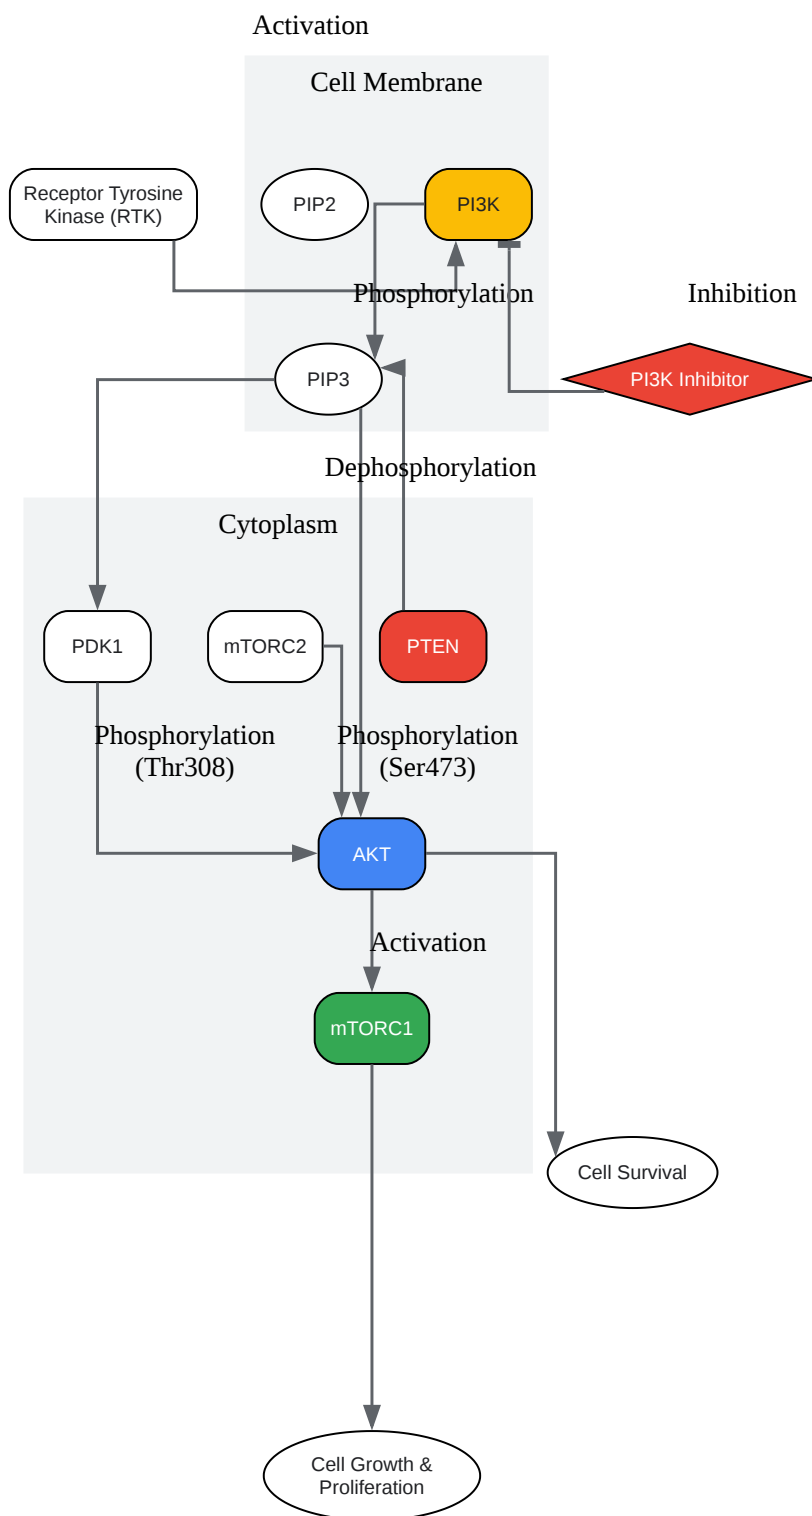 Activation
Cell Membrane
Receptor Tyrosine
Kinase (RTK)
PIP2
PI3K
Phosphorylation
Inhibition
PIP3
PI3K Inhibitor
Dephosphorylation
Cytoplasm
PDK1
mTORC2
PTEN
Phosphorylation
(Thr308)
Phosphorylation
(Ser473)
AKT
Activation
mTORC1
Cell Survival
Cell Growth &
Proliferation